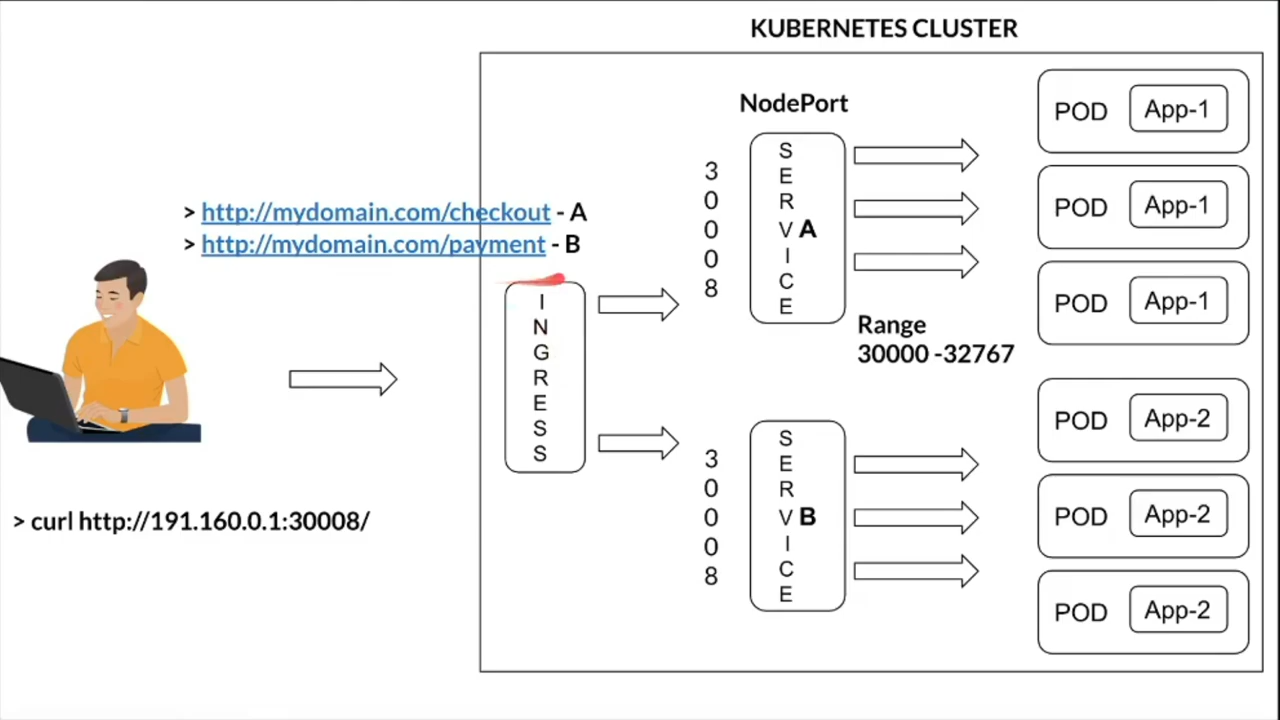 KUBERNETES CLUSTER
NodePort
> http://mydomain.com/checkout - A
> http://mydomain.com/payment - B
INGRESS
30008
SERVICE A
Range
30000 -32767
30008
SERVICE B
POD App-1
POD App-1
POD App-1
POD App-2
POD App-2
POD App-2
> curl http://191.160.0.1:30008/